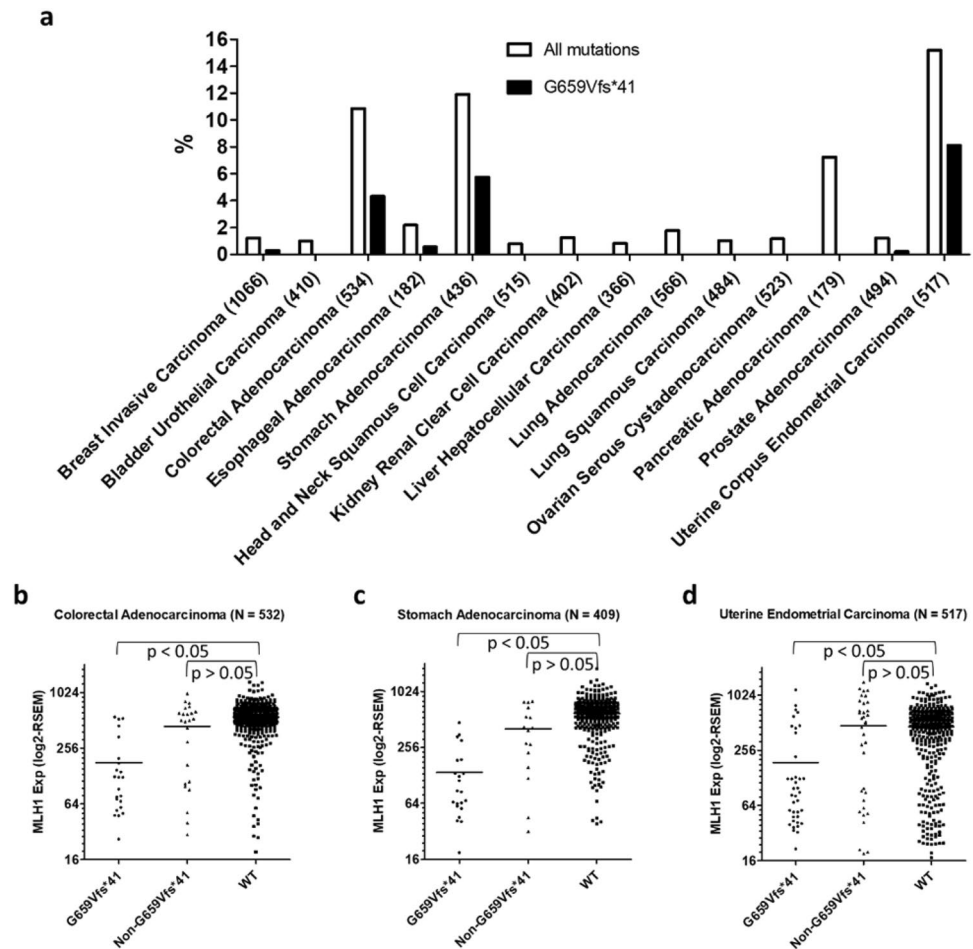 a
16
14
12
10
8
6
4
2
0
%
All mutations
G659Vfs*41
Breast Invasive Carcinoma (1066)
Bladder Urothelial Carcinoma (410)
Colorectal Adenocarcinoma (534)
Esophageal Adenocarcinoma (182)
Stomach Adenocarcinoma (436)
Head and Neck Squamous Cell Carcinoma (515)
Kidney Renal Clear Cell Carcinoma (402)
Liver Hepatocellular Carcinoma (366)
Lung Adenocarcinoma (566)
Lung Squamous Carcinoma (484)
Ovarian Serous Cystadenocarcinoma (523)
Pancreatic Adenocarcinoma (179)
Prostate Adenocarcinoma (494)
Uterine Corpus Endometrial Carcinoma (517)
b
Colorectal Adenocarcinoma (N = 532)
p < 0.05
p > 0.05
1024
256
64
16
MLH1 Exp (log2-RSEM)
G659Vfs*41
Non-G659Vfs*41
WT
c
Stomach Adenocarcinoma (N = 409)
p < 0.05
p > 0.05
1024
256
64
16
MLH1 Exp (log2-RSEM)
G659Vfs*41
Non-G659Vfs*41
WT
d
Uterine Endometrial Carcinoma (N = 517)
p < 0.05
p > 0.05
1024
256
64
16
MLH1 Exp (log2-RSEM)
G659Vfs*41
Non-G659Vfs*41
WT